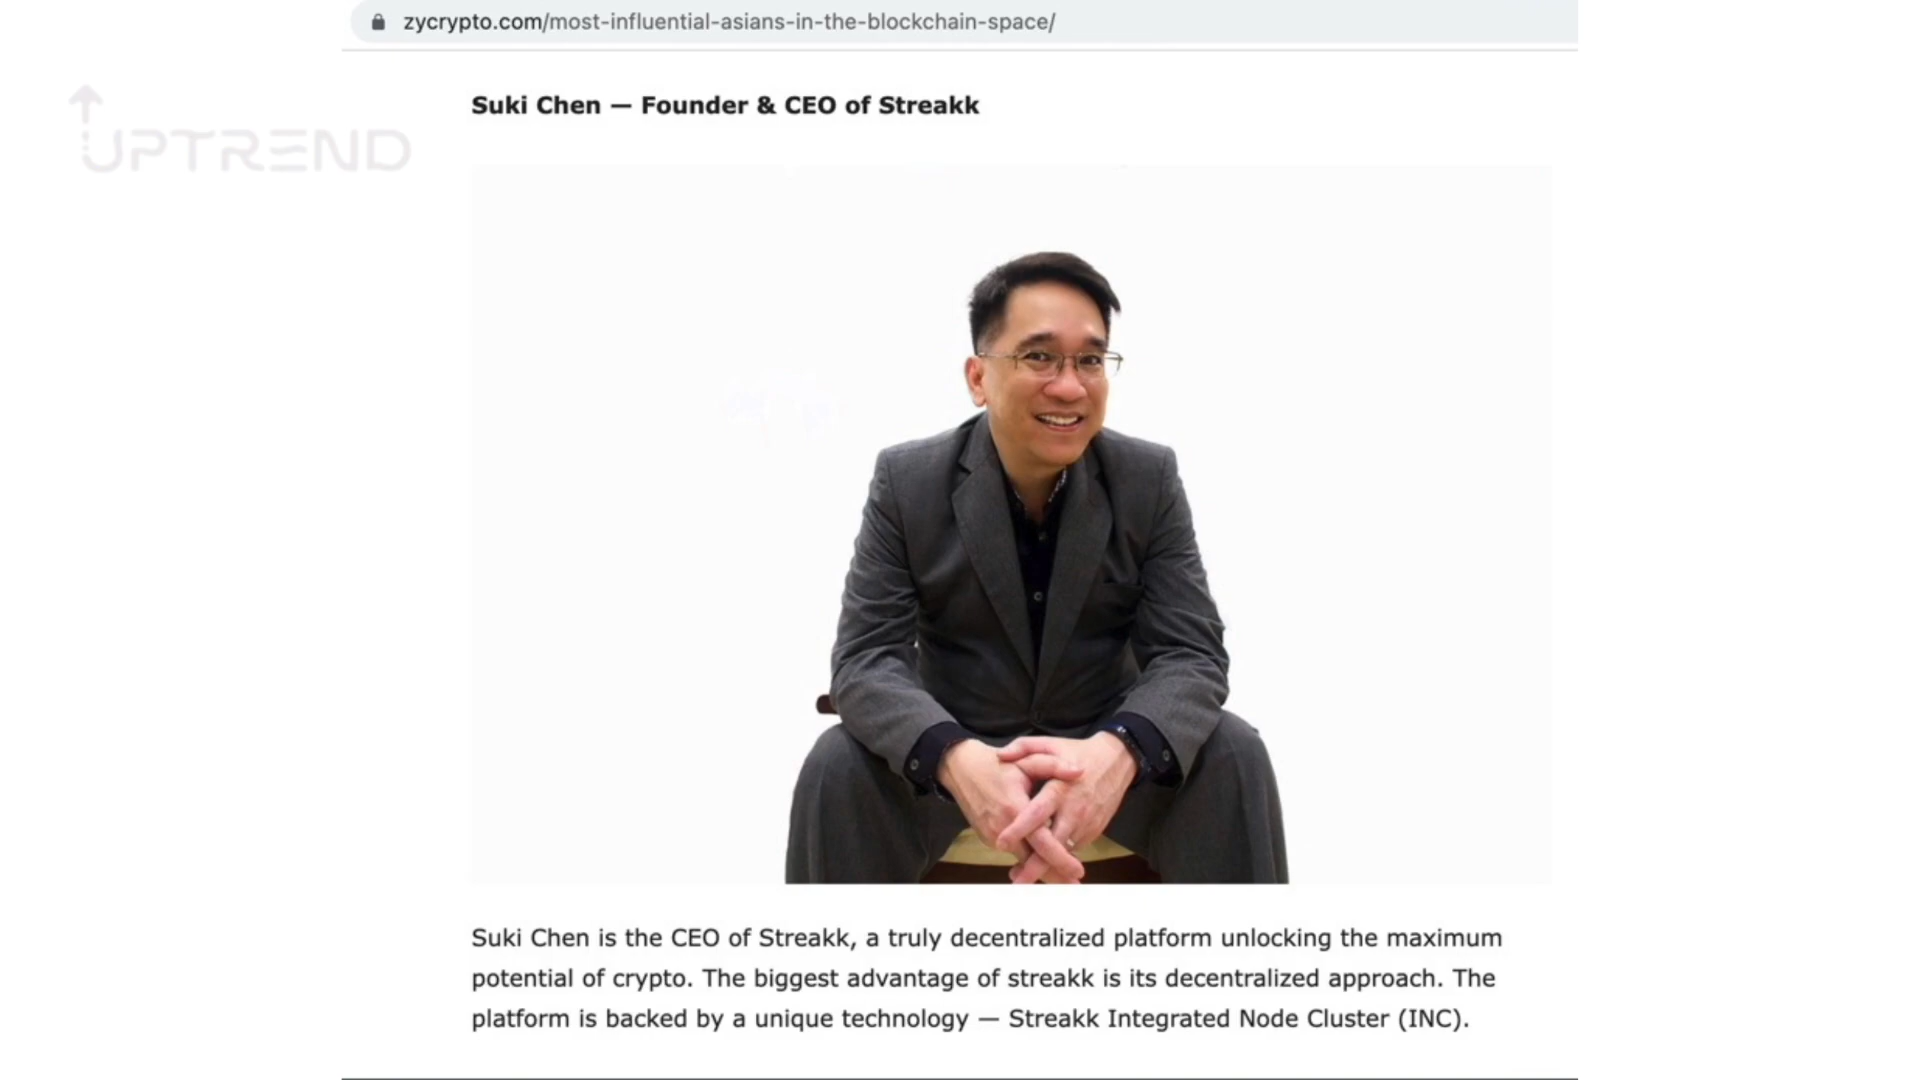 zycrypto.com/most-influential-asians-in-the-blockchain-space/
UPTREND
Suki Chen — Founder & CEO of Streakk
Suki Chen is the CEO of Streakk, a truly decentralized platform unlocking the maximum
potential of crypto. The biggest advantage of streakk is its decentralized approach. The
platform is backed by a unique technology — Streakk Integrated Node Cluster (INC).